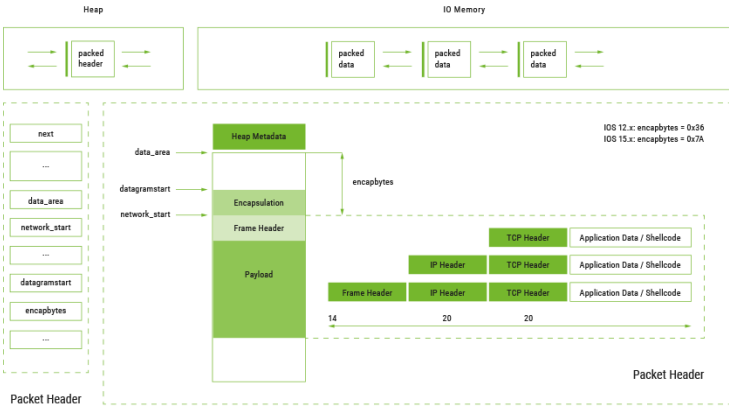 Heap
IO Memory
packed
header
packed
data
packed
data
packed
data
next
...
data_area
network_start
...
datagramstart
encapbytes
...
Packet Header
Heap Metadata
data_area
datagramstart
network_start
Encapsulation
Frame Header
Payload
encapbytes
IOS 12.x: encapbytes = 0x36
IOS 15.x: encapbytes = 0x7A
TCP Header Application Data / Shellcode
IP Header TCP Header Application Data / Shellcode
Frame Header IP Header TCP Header Application Data / Shellcode
14 20 20
Packet Header